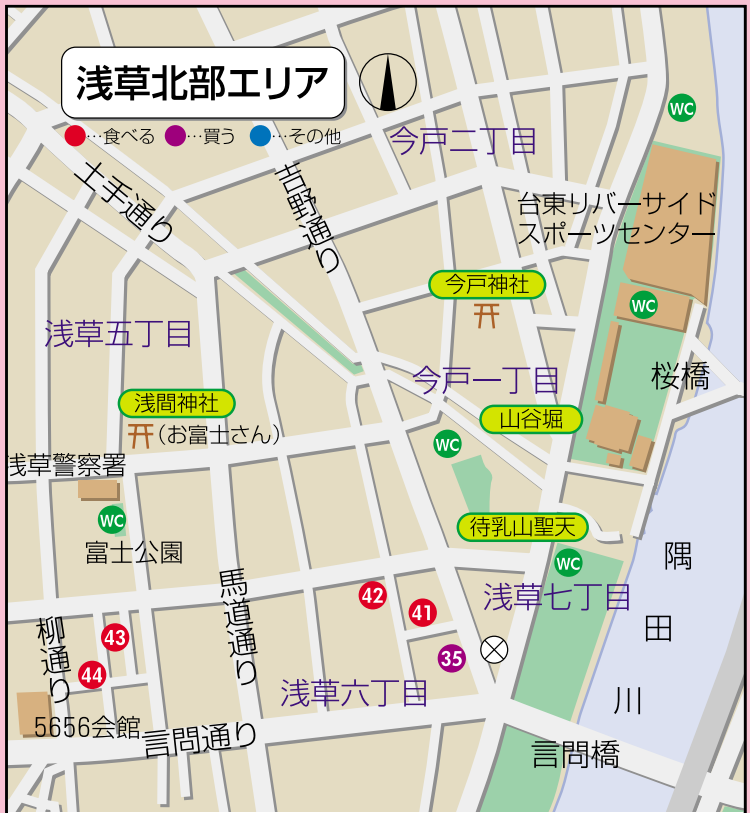 浅草北部エリア
…食べる …買う …その他
WC
今戸二丁目
土手通り
吉野通り
台東リバーサイド
スポーツセンター
今戸神社
WC
浅草五丁目
今戸一丁目
桜橋
浅間神社
(お富士さん)
山谷堀
WC
浅草警察署
WC
待乳山聖天
富士公園
WC
隅田川
馬道通り
浅草七丁目
42
41
柳通り
43
35
44
浅草六丁目
5656会館
言問通り
言問橋